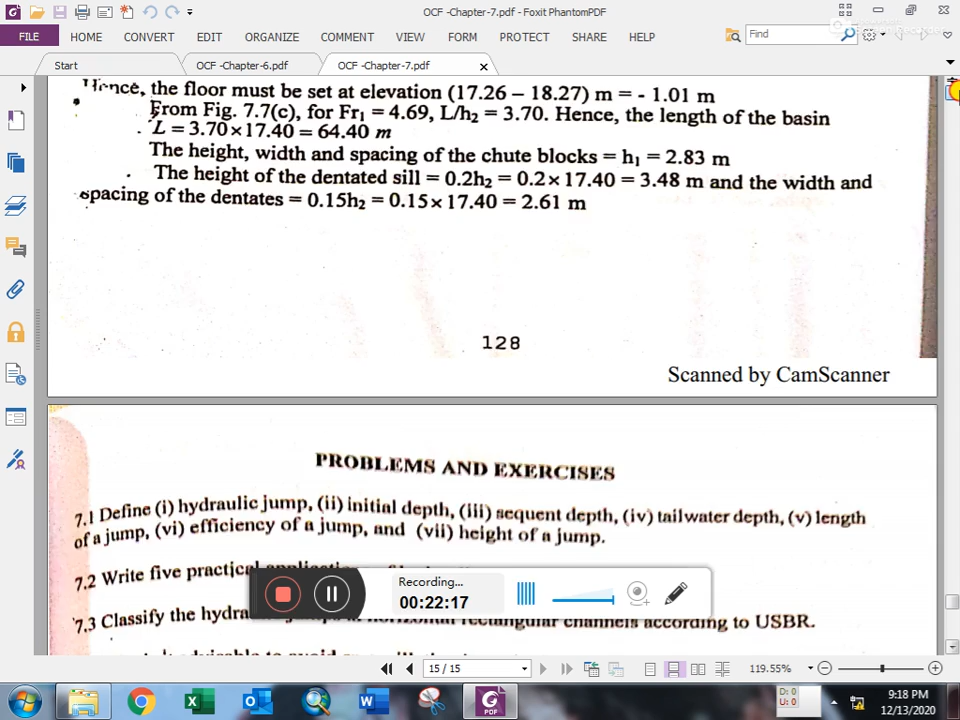 OCF -Chapter-7.pdf - Foxit PhantomPDF
FILE HOME CONVERT EDIT ORGANIZE COMMENT VIEW FORM PROTECT SHARE HELP
Find
Start OCF -Chapter-6.pdf OCF -Chapter-7.pdf
Hence, the floor must be set at elevation (17.26 – 18.27) m = - 1.01 m
From Fig. 7.7(c), for Fr₁ = 4.69, L/h₂ = 3.70. Hence, the length of the basin
L = 3.70 × 17.40 = 64.40 m
The height, width and spacing of the chute blocks = h₁ = 2.83 m
The height of the dentated sill = 0.2h₂ = 0.2 × 17.40 = 3.48 m and the width and
spacing of the dentates = 0.15h₂ = 0.15 × 17.40 = 2.61 m
128
Scanned by CamScanner
PROBLEMS AND EXERCISES
7.1 Define (i) hydraulic jump, (ii) initial depth, (iii) sequent depth, (iv) tailwater depth, (v) length
of a jump, (vi) efficiency of a jump, and (vii) height of a jump.
7.2 Write five practical
Recording...
00:22:17
7.3 Classify the horizontal rectangular channels according to USBR.
15 / 15
119.55%
D: 0
U: 0
9:18 PM
12/13/2020